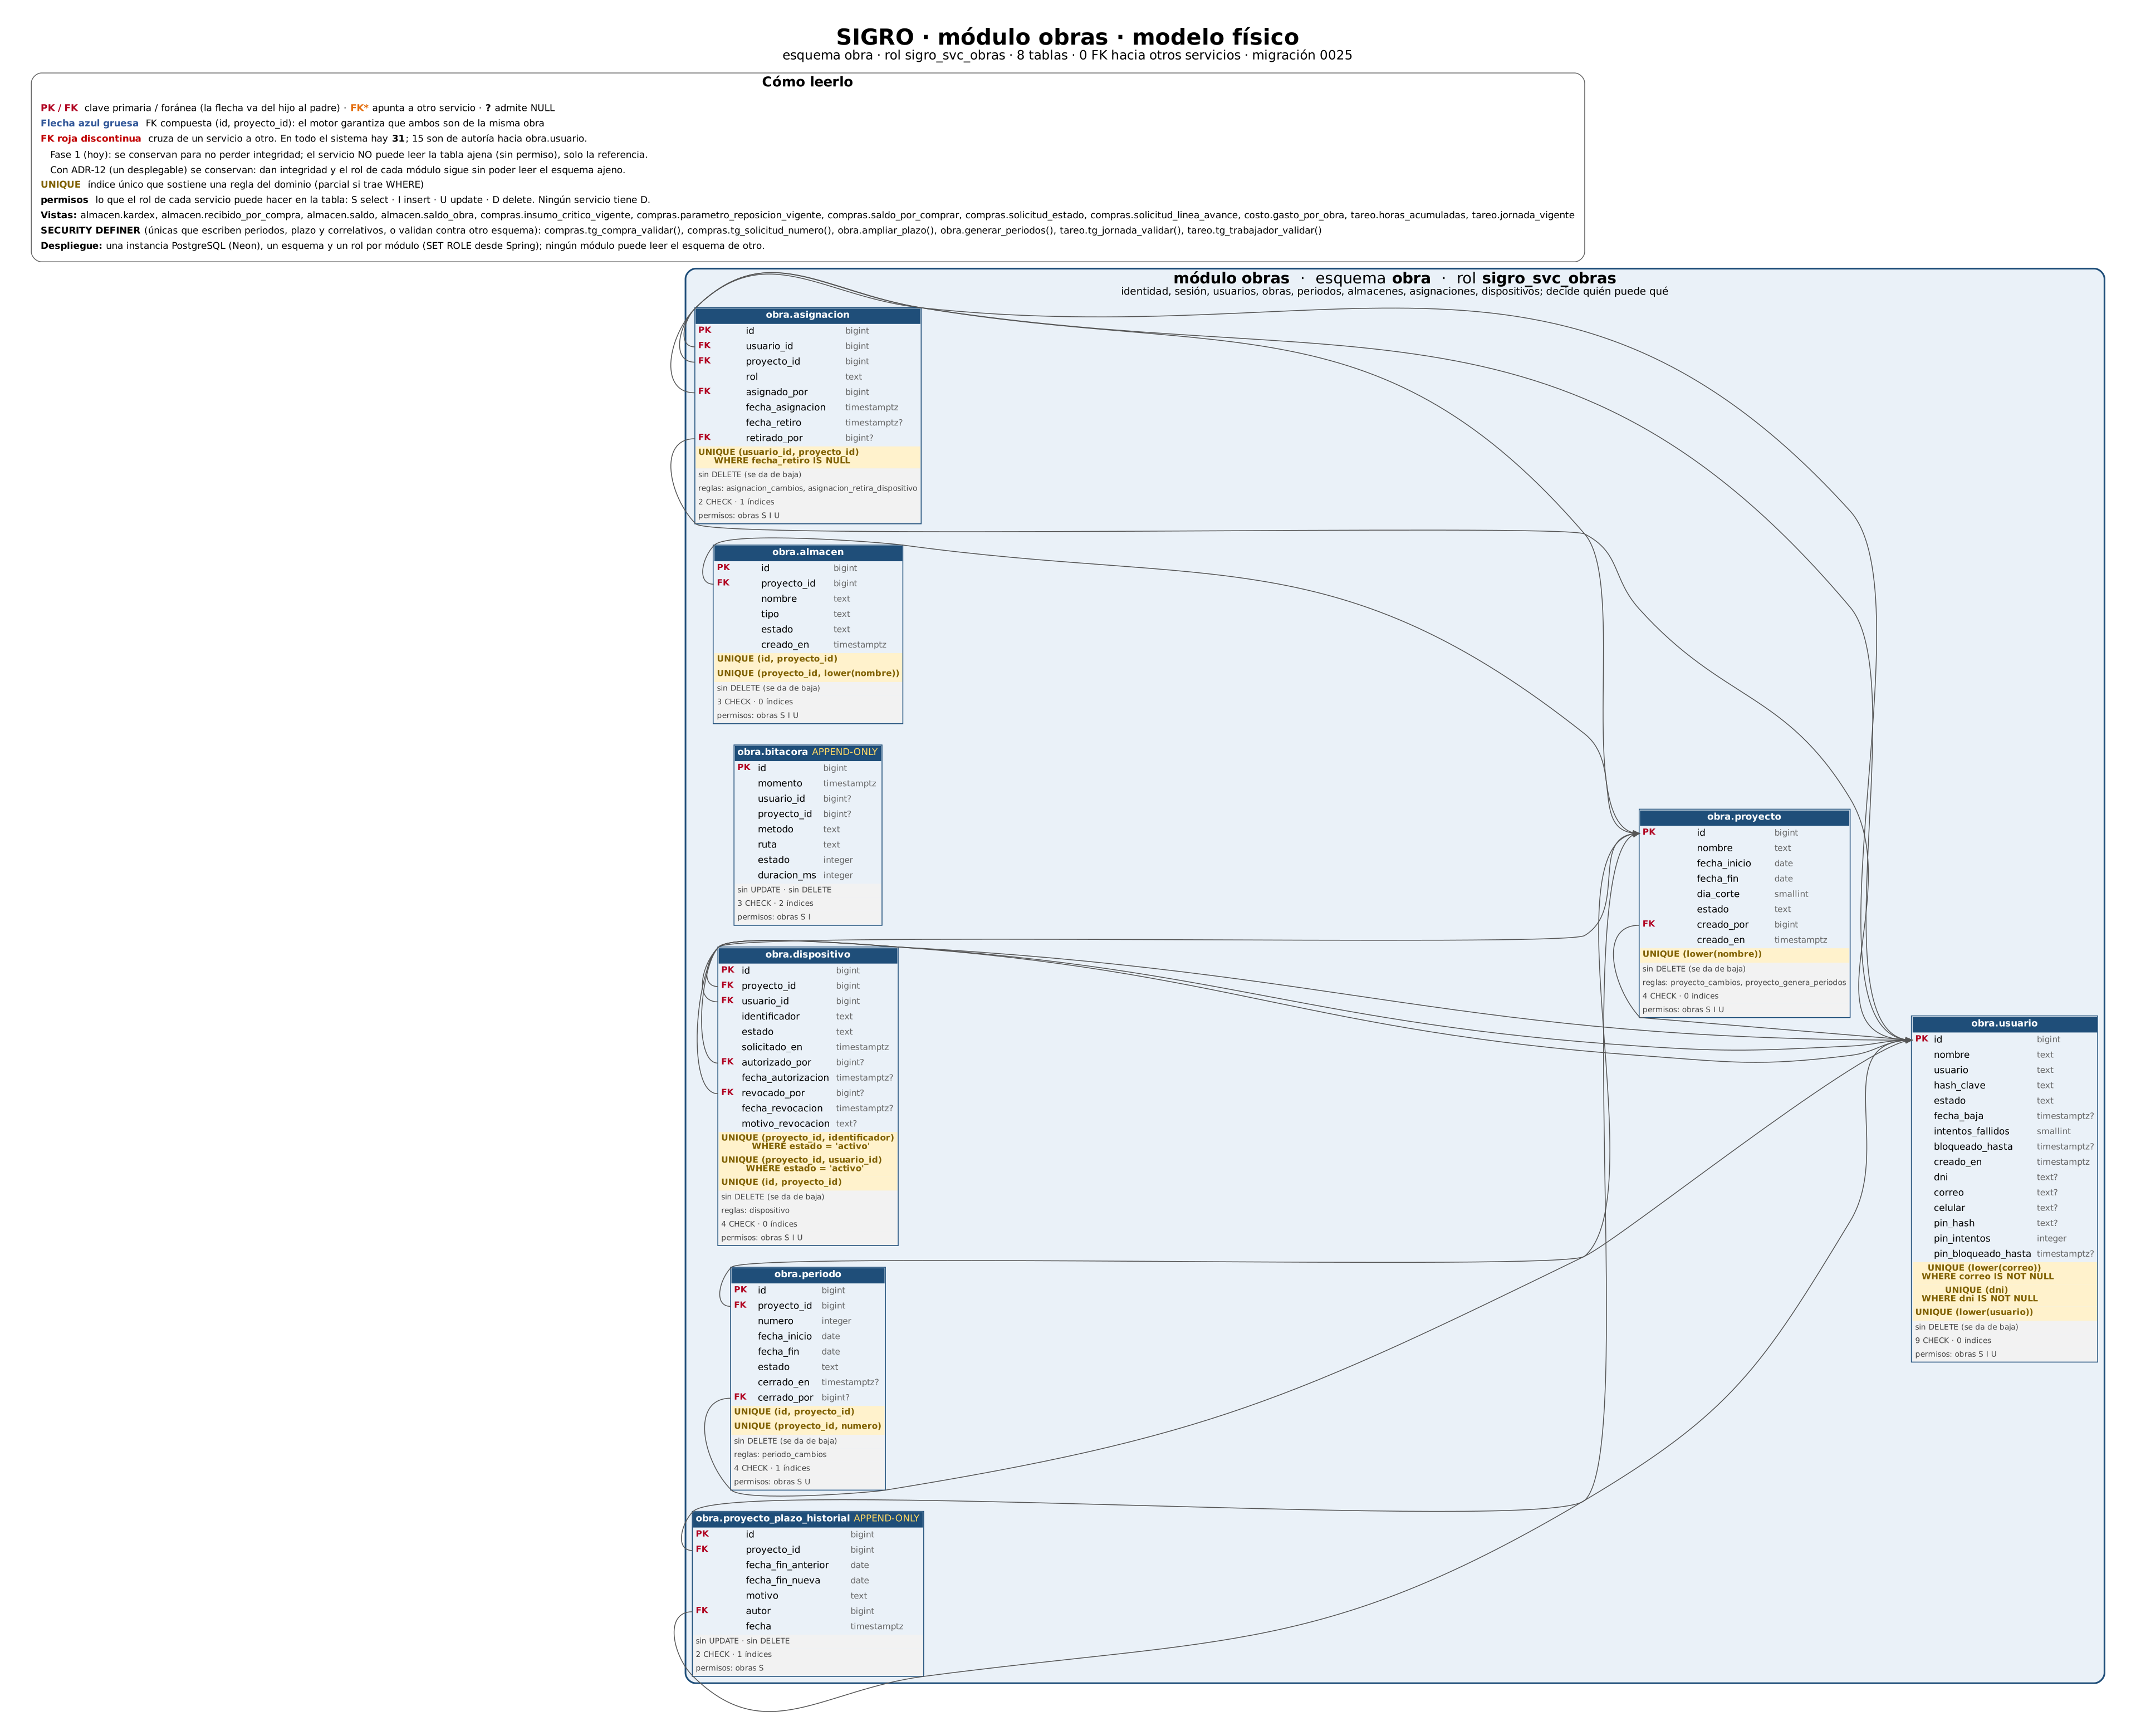 SIGRO · módulo obras · modelo físico
esquema obra · rol sigro_svc_obras · 8 tablas · 0 FK hacia otros servicios · migración 0025
Cómo leerlo
PK / FK clave primaria / foránea (la flecha va del hijo al padre) · FK* apunta a otro servicio · ? admite NULL
Flecha azul gruesa FK compuesta (id, proyecto_id): el motor garantiza que ambos son de la misma obra
FK roja discontinua cruza de un servicio a otro. En todo el sistema hay 31; 15 son de autoría hacia obra.usuario.
Fase 1 (hoy): se conservan para no perder integridad; el servicio NO puede leer la tabla ajena (sin permiso), solo la referencia.
Con ADR-12 (un desplegable) se conservan: dan integridad y el rol de cada módulo sigue sin poder leer el esquema ajeno.
UNIQUE índice único que sostiene una regla del dominio (parcial si trae WHERE)
permisos lo que el rol de cada servicio puede hacer en la tabla: S select · I insert · U update · D delete. Ningún servicio tiene D.
Vistas: almacen.kardex, almacen.recibido_por_compra, almacen.saldo, almacen.saldo_obra, compras.insumo_critico_vigente, compras.parametro_reposicion_vigente, compras.saldo_por_comprar, compras.solicitud_estado, compras.solicitud_linea_avance, costo.gasto_por_obra, tareo.horas_acumuladas, tareo.jornada_vigente
SECURITY DEFINER (únicas que escriben periodos, plazo y correlativos, o validan contra otro esquema): compras.tg_compra_validar(), compras.tg_solicitud_numero(), obra.ampliar_plazo(), obra.generar_periodos(), tareo.tg_jornada_validar(), tareo.tg_trabajador_validar()
Despliegue: una instancia PostgreSQL (Neon), un esquema y un rol por módulo (SET ROLE desde Spring); ningún módulo puede leer el esquema de otro.
módulo obras · esquema obra · rol sigro_svc_obras
identidad, sesión, usuarios, obras, periodos, almacenes, asignaciones, dispositivos; decide quién puede qué
obra.asignacion
PK id bigint
FK usuario_id bigint
FK proyecto_id bigint
rol text
FK asignado_por bigint
fecha_asignacion timestamptz
fecha_retiro timestamptz?
FK retirado_por bigint?
UNIQUE (usuario_id, proyecto_id)
WHERE fecha_retiro IS NULL
sin DELETE (se da de baja)
reglas: asignacion_cambios, asignacion_retira_dispositivo
2 CHECK · 1 índices
permisos: obras S I U
obra.almacen
PK id bigint
FK proyecto_id bigint
nombre text
tipo text
estado text
creado_en timestamptz
UNIQUE (id, proyecto_id)
UNIQUE (proyecto_id, lower(nombre))
sin DELETE (se da de baja)
3 CHECK · 0 índices
permisos: obras S I U
obra.bitacora APPEND-ONLY
PK id bigint
momento timestamptz
usuario_id bigint?
proyecto_id bigint?
metodo text
ruta text
estado integer
duracion_ms integer
sin UPDATE · sin DELETE
3 CHECK · 2 índices
permisos: obras S I
obra.dispositivo
PK id bigint
FK proyecto_id bigint
FK usuario_id bigint
identificador text
estado text
solicitado_en timestamptz
FK autorizado_por bigint?
fecha_autorizacion timestamptz?
FK revocado_por bigint?
fecha_revocacion timestamptz?
motivo_revocacion text?
UNIQUE (proyecto_id, identificador)
WHERE estado = 'activo'
UNIQUE (proyecto_id, usuario_id)
WHERE estado = 'activo'
UNIQUE (id, proyecto_id)
sin DELETE (se da de baja)
reglas: dispositivo
4 CHECK · 0 índices
permisos: obras S I U
obra.periodo
PK id bigint
FK proyecto_id bigint
numero integer
fecha_inicio date
fecha_fin date
estado text
cerrado_en timestamptz?
FK cerrado_por bigint?
UNIQUE (id, proyecto_id)
UNIQUE (proyecto_id, numero)
sin DELETE (se da de baja)
reglas: periodo_cambios
4 CHECK · 1 índices
permisos: obras S U
obra.proyecto_plazo_historial APPEND-ONLY
PK id bigint
FK proyecto_id bigint
fecha_fin_anterior date
fecha_fin_nueva date
motivo text
FK autor bigint
fecha timestamptz
sin UPDATE · sin DELETE
2 CHECK · 1 índices
permisos: obras S
obra.proyecto
PK id bigint
nombre text
fecha_inicio date
fecha_fin date
dia_corte smallint
estado text
FK creado_por bigint
creado_en timestamptz
UNIQUE (lower(nombre))
sin DELETE (se da de baja)
reglas: proyecto_cambios, proyecto_genera_periodos
4 CHECK · 0 índices
permisos: obras S I U
obra.usuario
PK id bigint
nombre text
usuario text
hash_clave text
estado text
fecha_baja timestamptz?
intentos_fallidos smallint
bloqueado_hasta timestamptz?
creado_en timestamptz
dni text?
correo text?
celular text?
pin_hash text?
pin_intentos integer
pin_bloqueado_hasta timestamptz?
UNIQUE (lower(correo))
WHERE correo IS NOT NULL
UNIQUE (dni)
WHERE dni IS NOT NULL
UNIQUE (lower(usuario))
sin DELETE (se da de baja)
9 CHECK · 0 índices
permisos: obras S I U